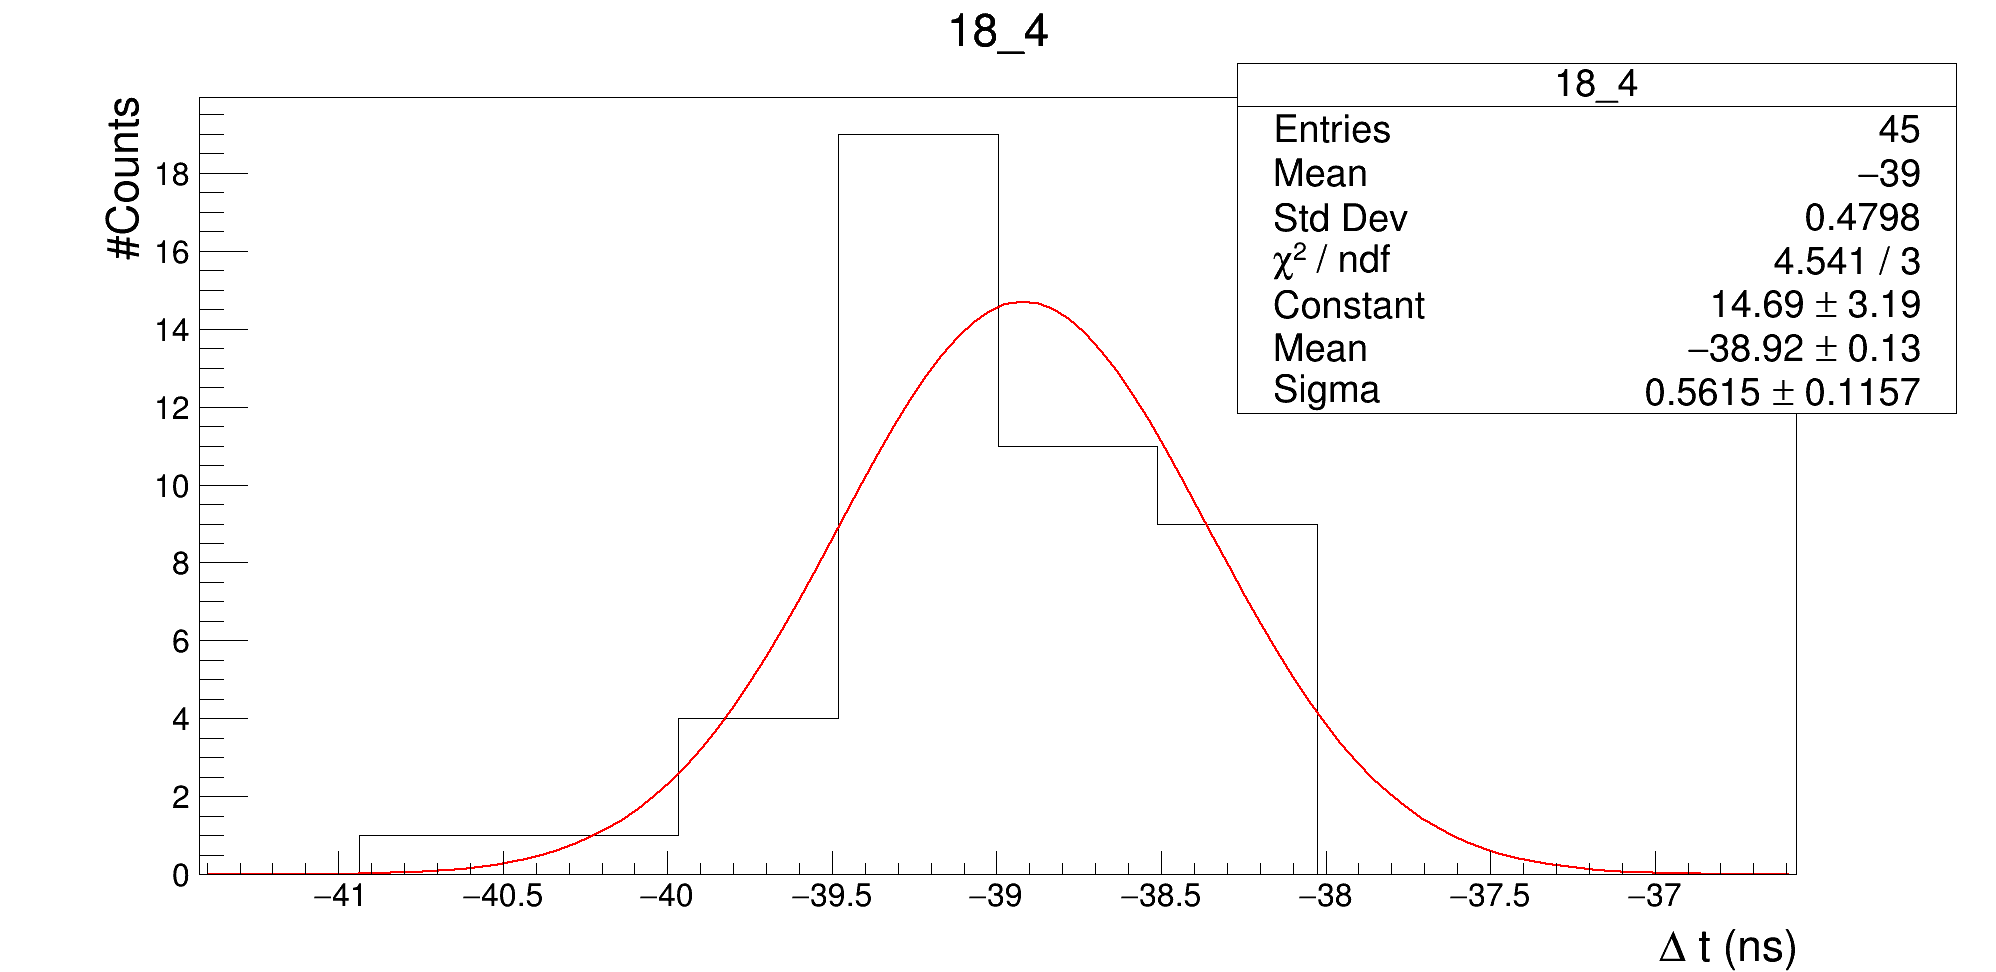 18_4
18_4
Entries 45
Mean −39
Std Dev 0.4798
χ² / ndf 4.541 / 3
Constant 14.69 ± 3.19
Mean −38.92 ± 0.13
Sigma 0.5615 ± 0.1157
#Counts
18
16
14
12
10
8
6
4
2
0
−41 −40.5 −40 −39.5 −39 −38.5 −38 −37.5 −37
Δ t (ns)